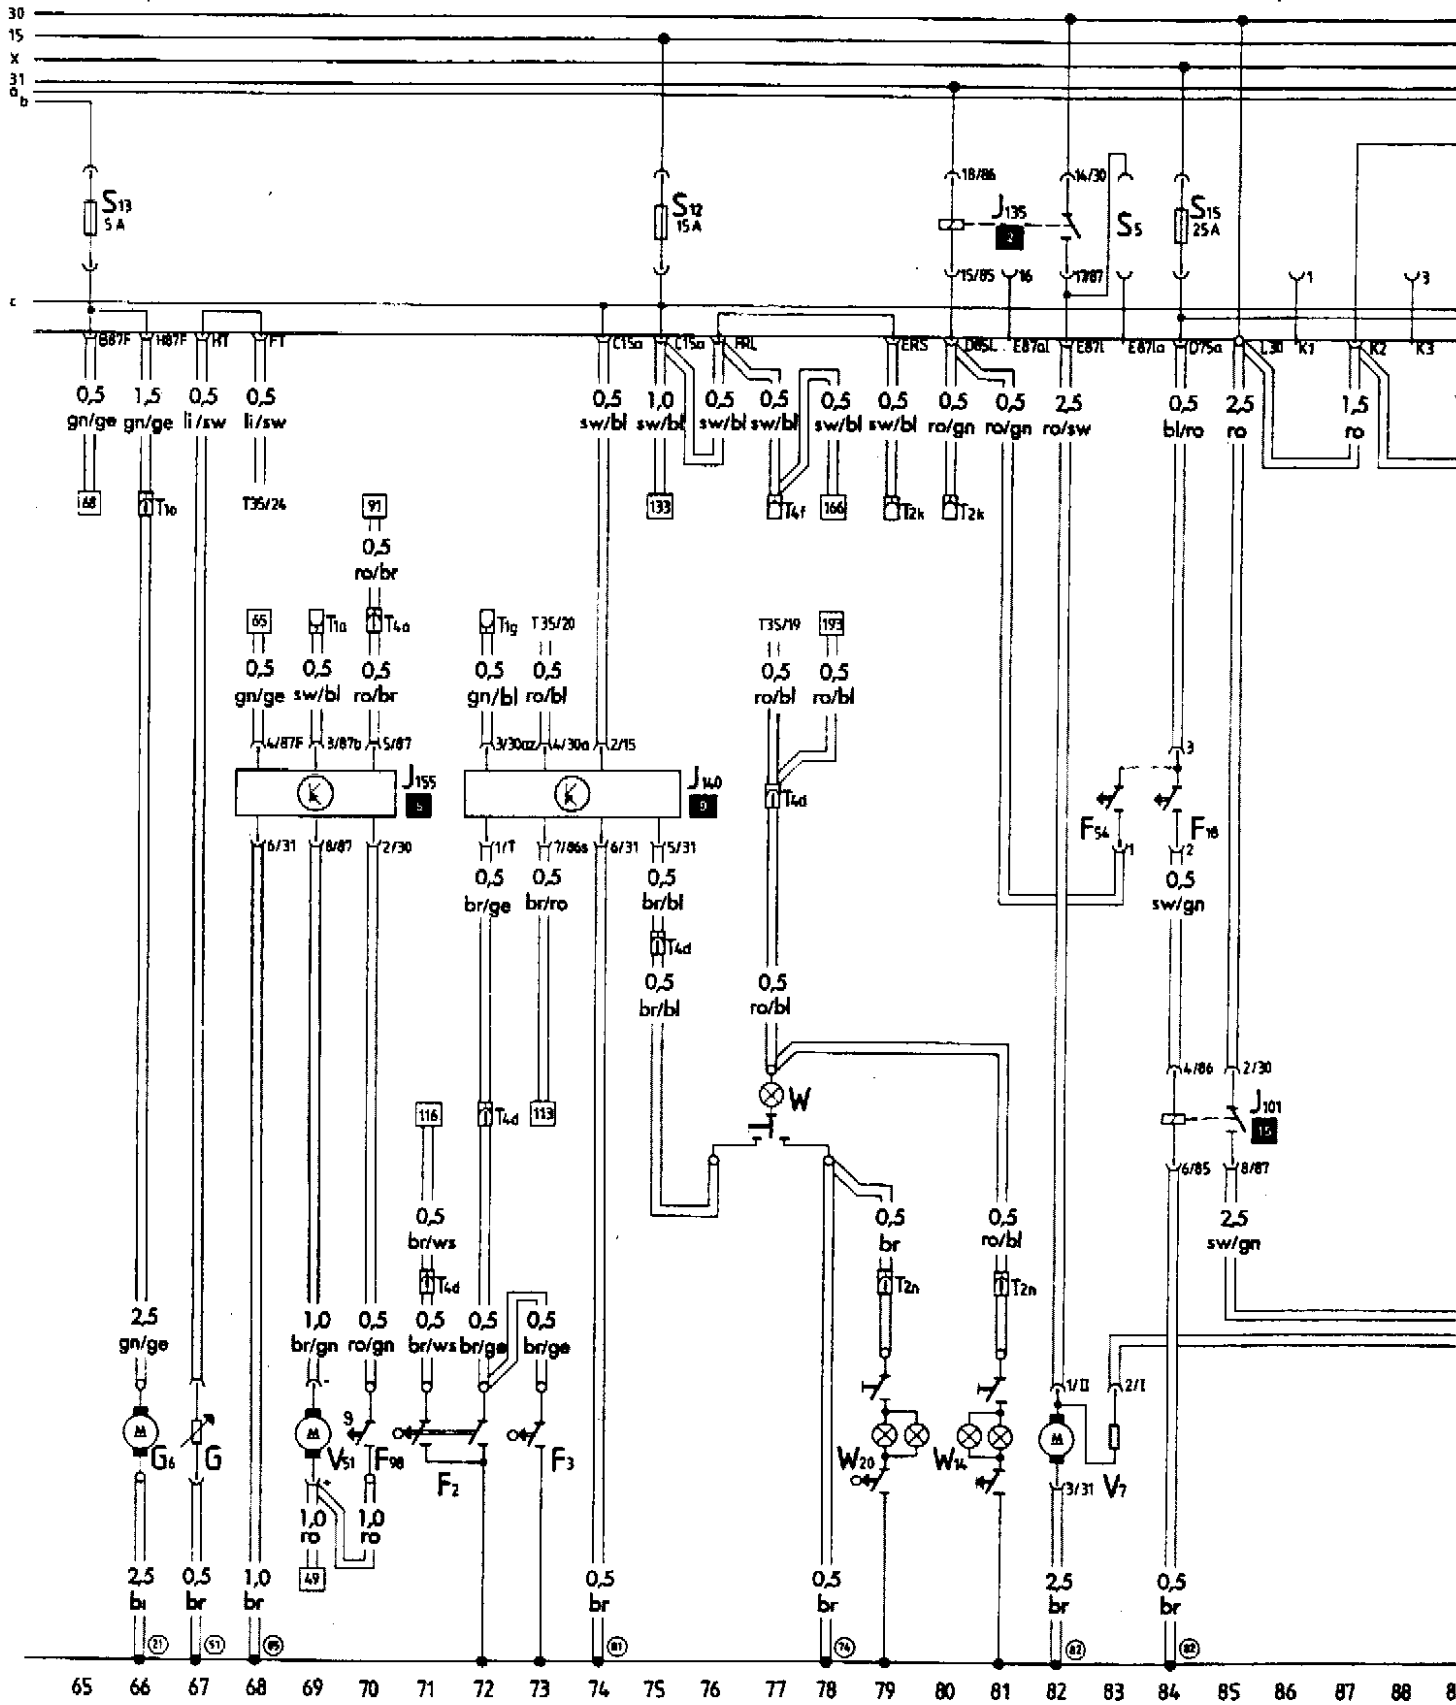 30
15
X
31
a
b
S13
5 A
S12
15 A
18/86
J135
2
14/30
S5
S15
25 A
15/85
16
17/87
1
3
c
B87F
H87F
HT
FT
C15a
C15a
FRL
ERS
D85L
E87aL
E87L
E87La
D75a
L30
K1
K2
K3
0,5 1,5 0,5 0,5 0,5 1,0 0,5 0,5 0,5 0,5 0,5 0,5 2,5 0,5 2,5 1,5
gn/ge gn/ge li/sw li/sw sw/bl sw/bl sw/bl sw/bl sw/bl sw/bl ro/gn ro/gn ro/sw bl/ro ro ro
68
T1o
T35/24
91
133
T4f
166
T2k
T2k
0,5
ro/br
65
T1a
T4a
T1g
T35/20
T35/19
193
0,5 0,5 0,5 0,5 0,5 0,5 0,5
gn/ge sw/bl ro/br gn/bl ro/bl ro/bl ro/bl
4/87F 3/87b 5/87 3/30az 4/30a 2/15
3
J155
5
J140
9
T4d
F54
F18
6/31 8/87 2/30 1/T 7/86s 6/31 5/31
1
2
0,5 0,5 0,5 0,5
br/ge br/ro br/bl sw/gn
T4d
0,5 0,5
br/bl ro/bl
4/86 2/30
W
116
T4d
113
J101
15
6/85 8/87
0,5 0,5 0,5 2,5
br/ws br ro/bl sw/gn
T4d
T2n
T2n
2,5 1,0 0,5 0,5 0,5 0,5
gn/ge br/gn ro/gn br/ws br/ge br/ge
-
1/II 2/I
9
G6
G
V51
F98
F2
F3
W20
W14
V7
+
3/31
1,0 1,0
ro ro
49
2,5 0,5 1,0 0,5 0,5 2,5 0,5
br br br br br br
21
51
85
81
74
82
82
65 66 67 68 69 70 71 72 73 74 75 76 77 78 79 80 81 82 83 84 85 86 87 88